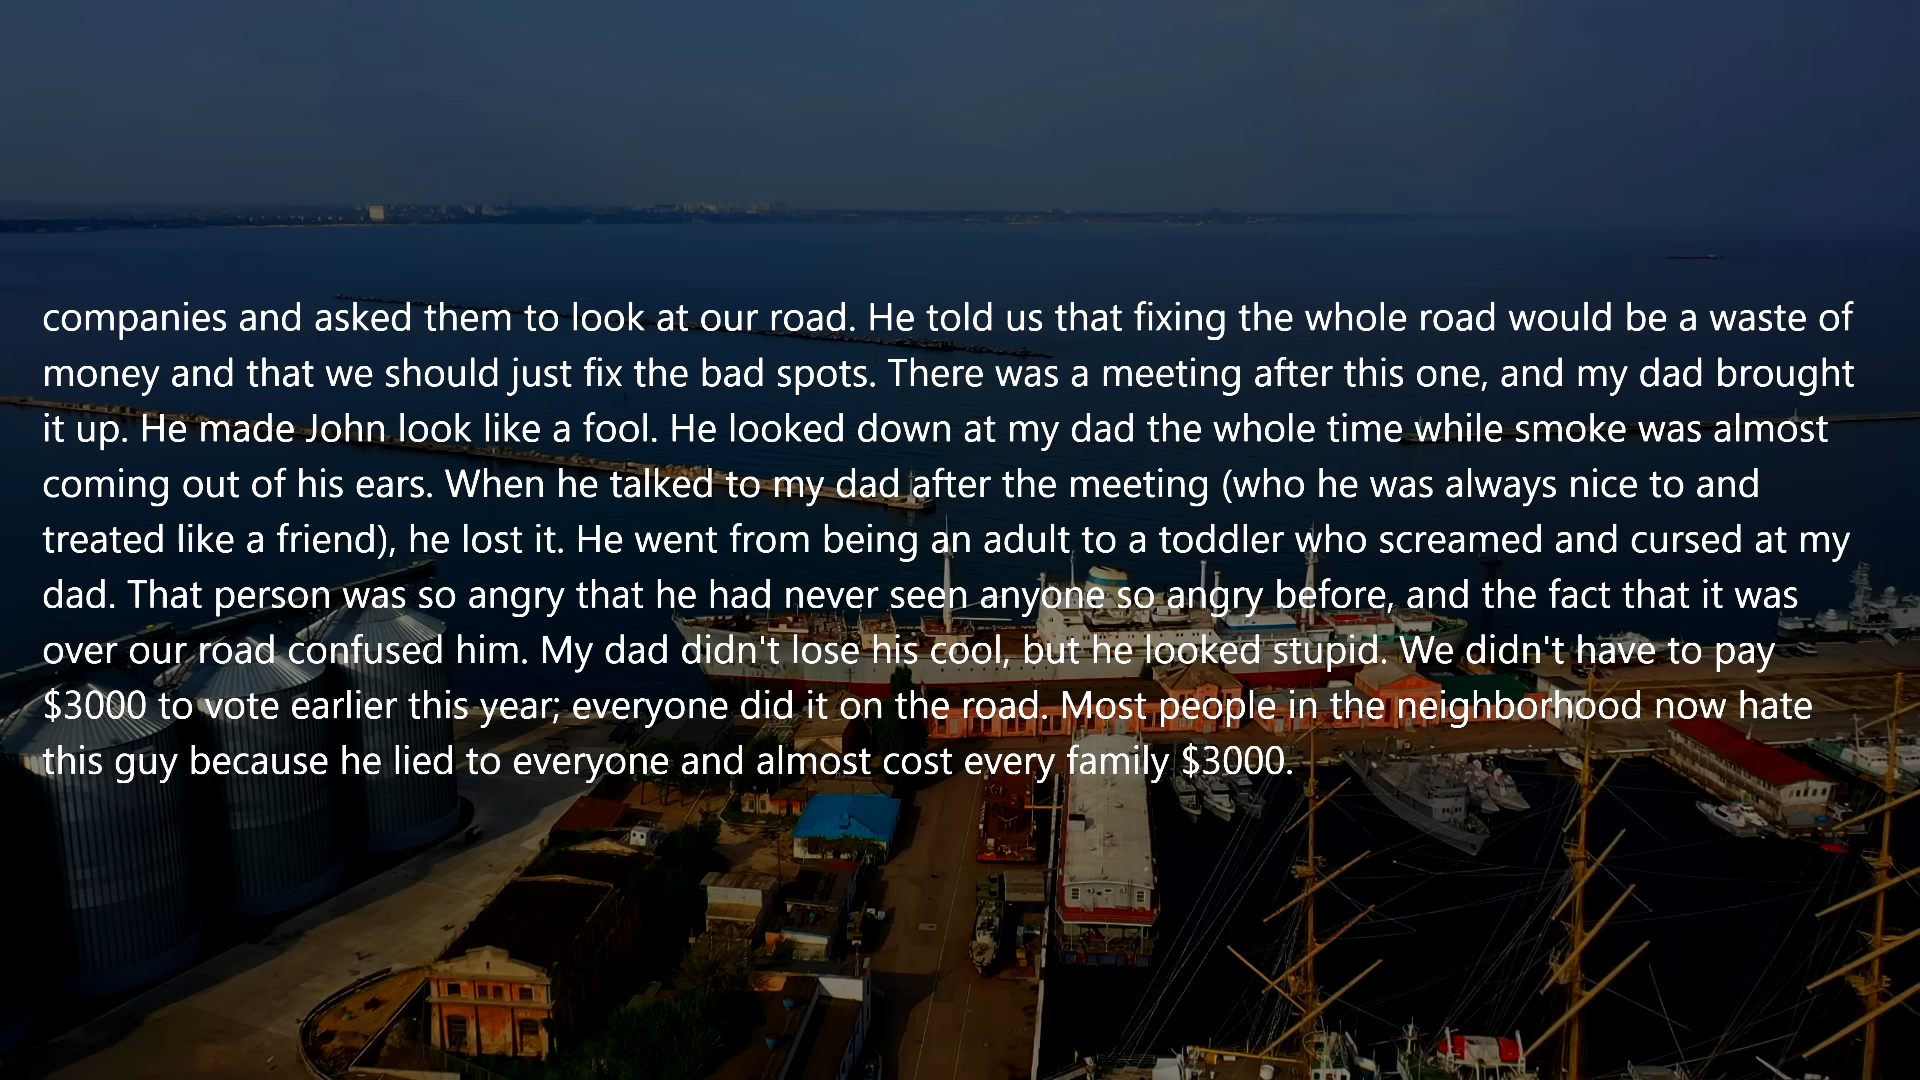 companies and asked them to look at our road. He told us that fixing the whole road would be a waste of
money and that we should just fix the bad spots. There was a meeting after this one, and my dad brought
it up. He made John look like a fool. He looked down at my dad the whole time while smoke was almost
coming out of his ears. When he talked to my dad after the meeting (who he was always nice to and
treated like a friend), he lost it. He went from being an adult to a toddler who screamed and cursed at my
dad. That person was so angry that he had never seen anyone so angry before, and the fact that it was
over our road confused him. My dad didn't lose his cool, but he looked stupid. We didn't have to pay
$3000 to vote earlier this year; everyone did it on the road. Most people in the neighborhood now hate
this guy because he lied to everyone and almost cost every family $3000.